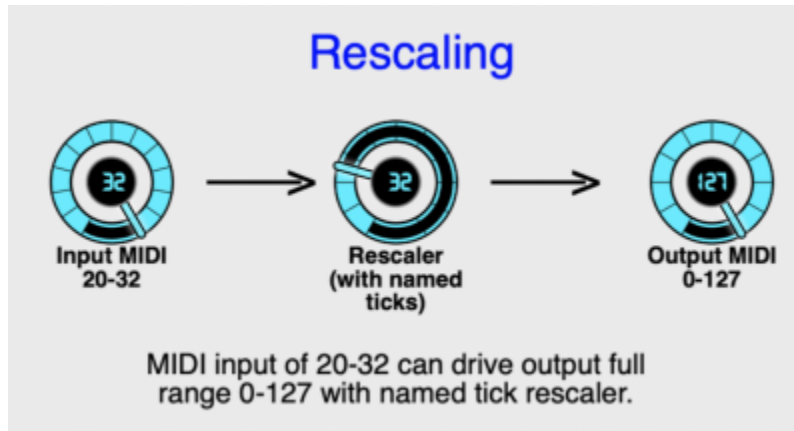 Rescaling
32
32
127
Input MIDI
20-32
Rescaler
(with named
ticks)
Output MIDI
0-127
MIDI input of 20-32 can drive output full
range 0-127 with named tick rescaler.